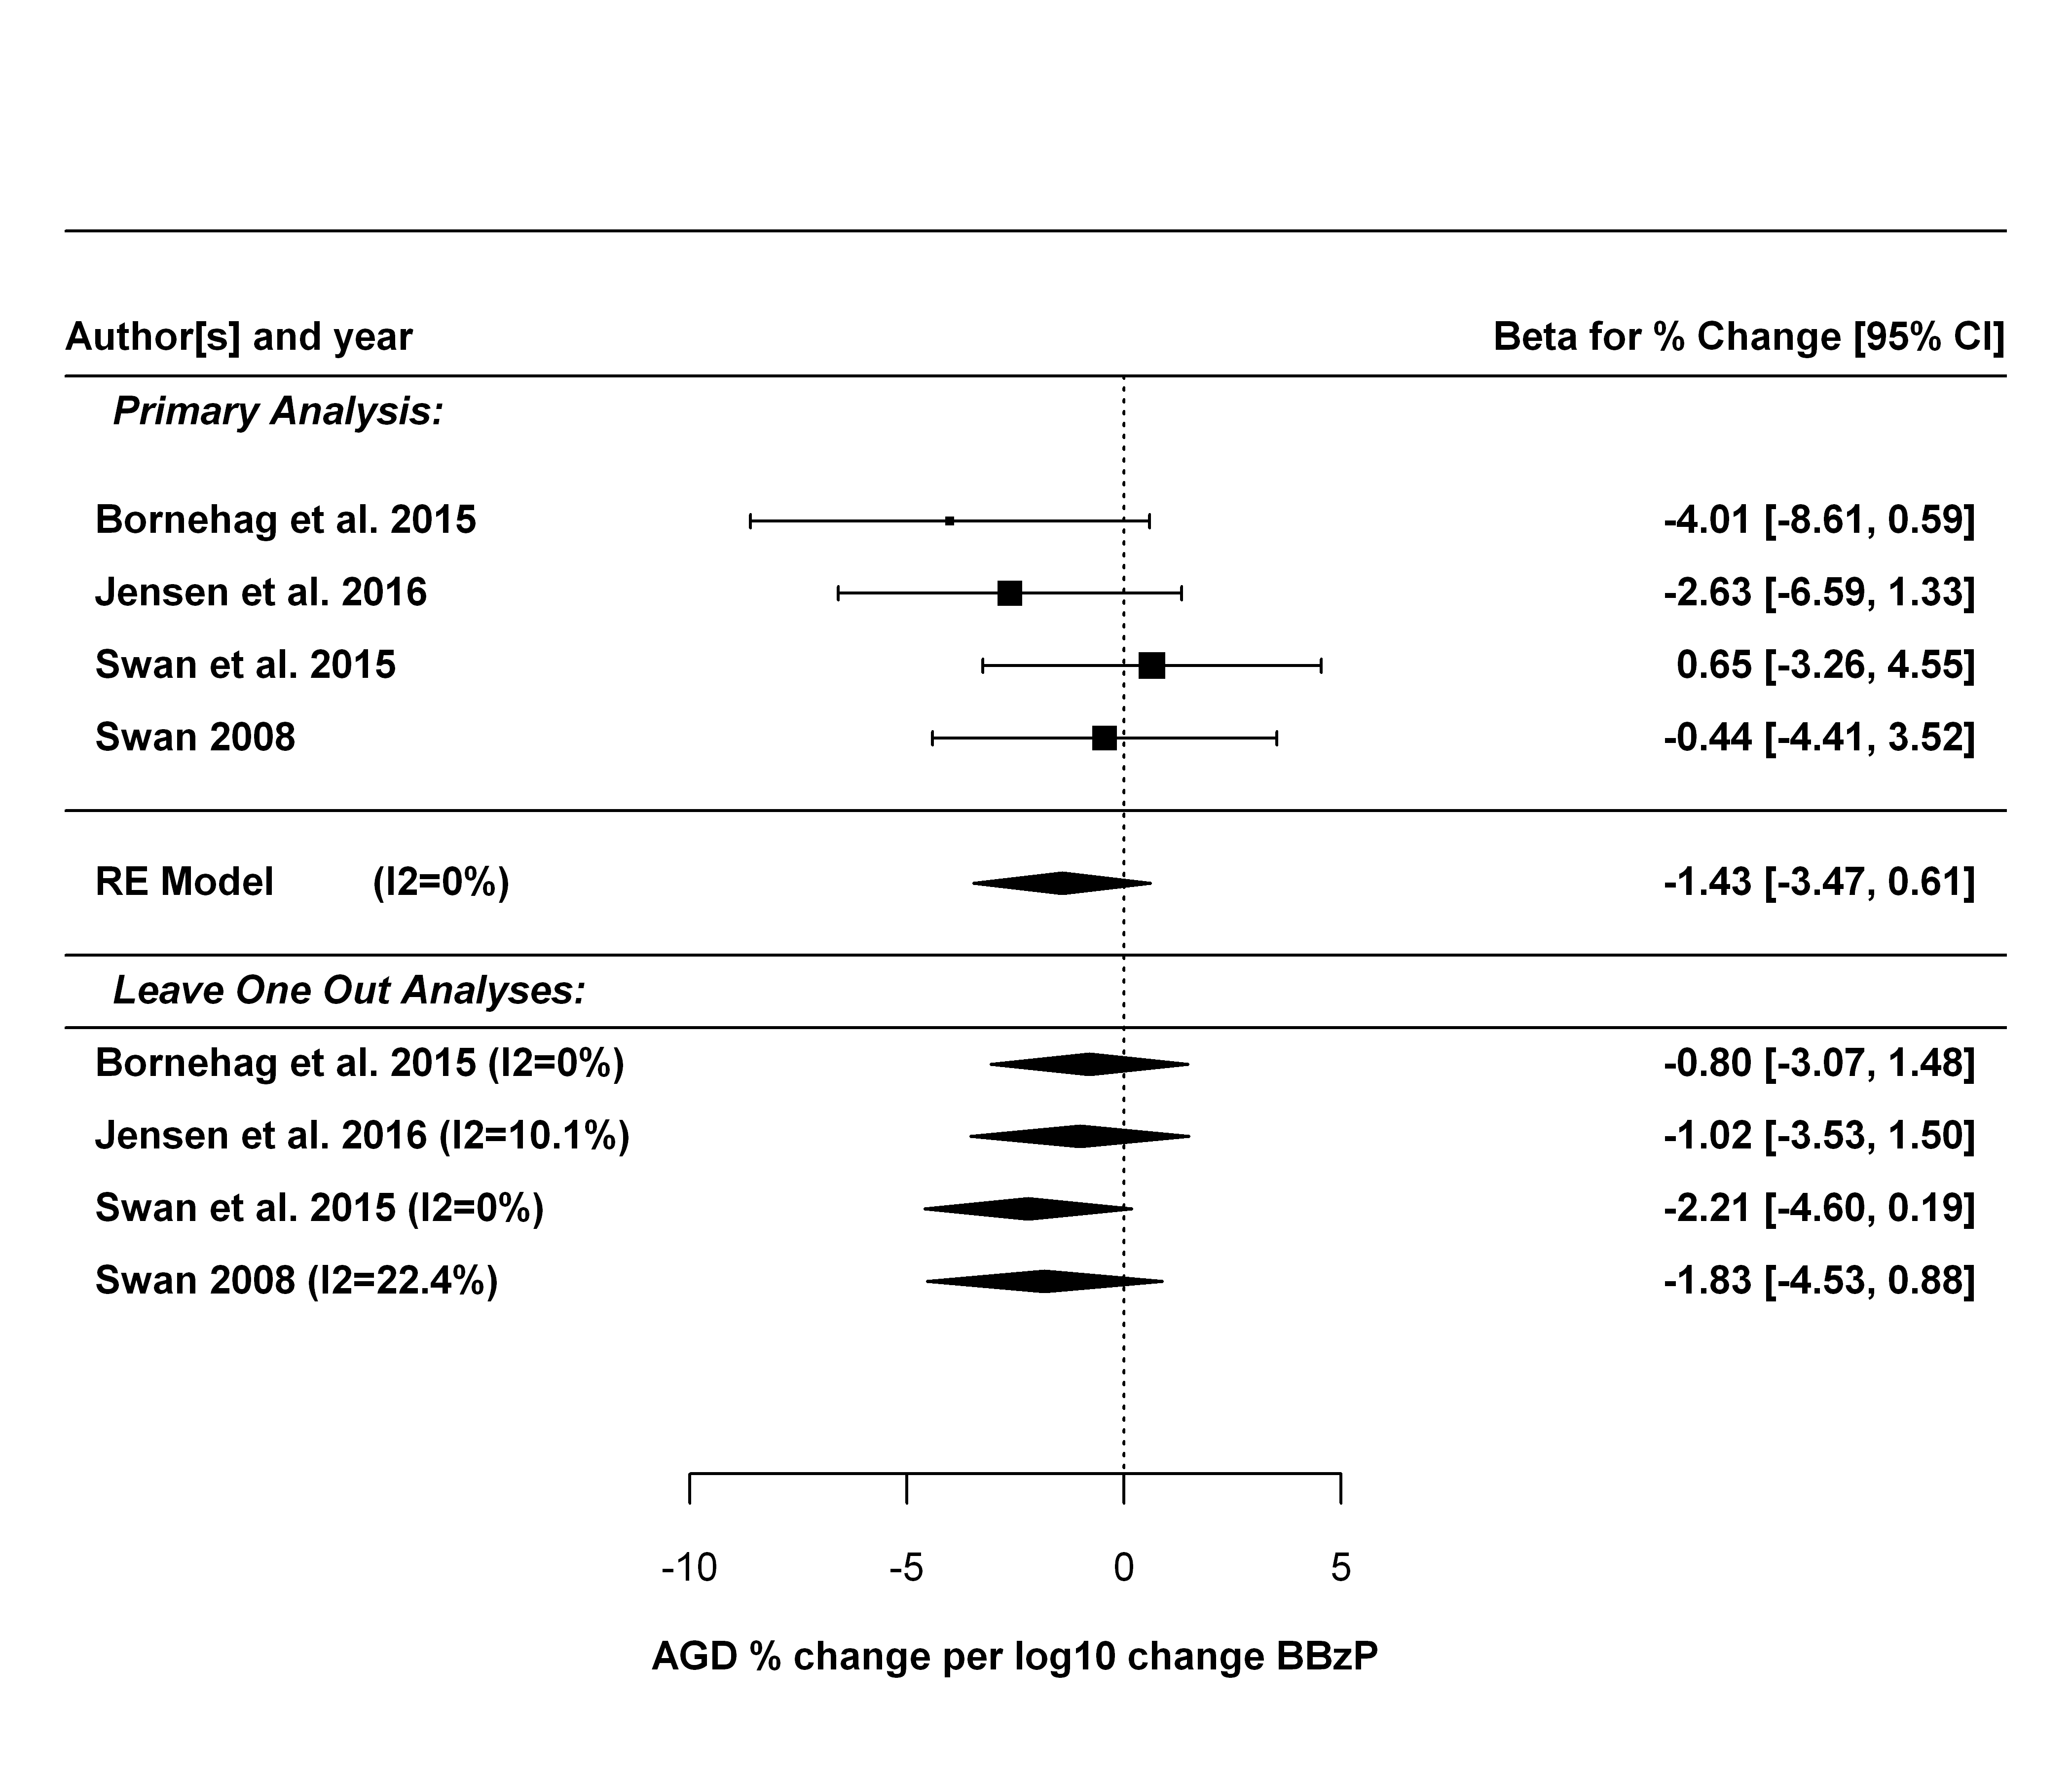 Author[s] and year Beta for % Change [95% CI]
Primary Analysis:
Bornehag et al. 2015 -4.01 [-8.61, 0.59]
Jensen et al. 2016 -2.63 [-6.59, 1.33]
Swan et al. 2015 0.65 [-3.26, 4.55]
Swan 2008 -0.44 [-4.41, 3.52]
RE Model (I2=0%) -1.43 [-3.47, 0.61]
Leave One Out Analyses:
Bornehag et al. 2015 (I2=0%) -0.80 [-3.07, 1.48]
Jensen et al. 2016 (I2=10.1%) -1.02 [-3.53, 1.50]
Swan et al. 2015 (I2=0%) -2.21 [-4.60, 0.19]
Swan 2008 (I2=22.4%) -1.83 [-4.53, 0.88]
-10 -5 0 5
AGD % change per log10 change BBzP